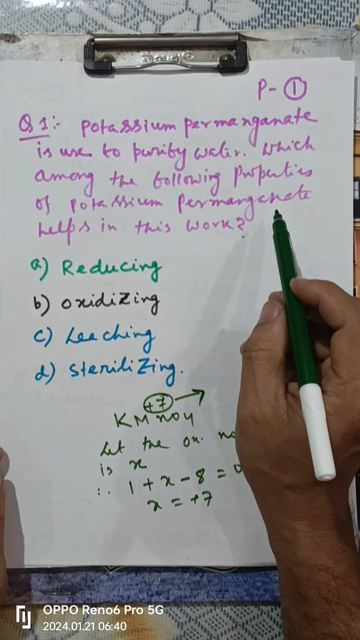 P-①
Q1:- Potassium permanganate
is use to purity water. Which
among the following Properties
of Potassium Permanganate
helps in this work?
a) Reducing
b) oxidizing
c) Leeching
d) Sterilizing.
+7
KMnO4
Let the ox. no
is x
∴ 1 + x - 8 = 0
x = +7
OPPO Reno6 Pro 5G
2024.01.21 06:40